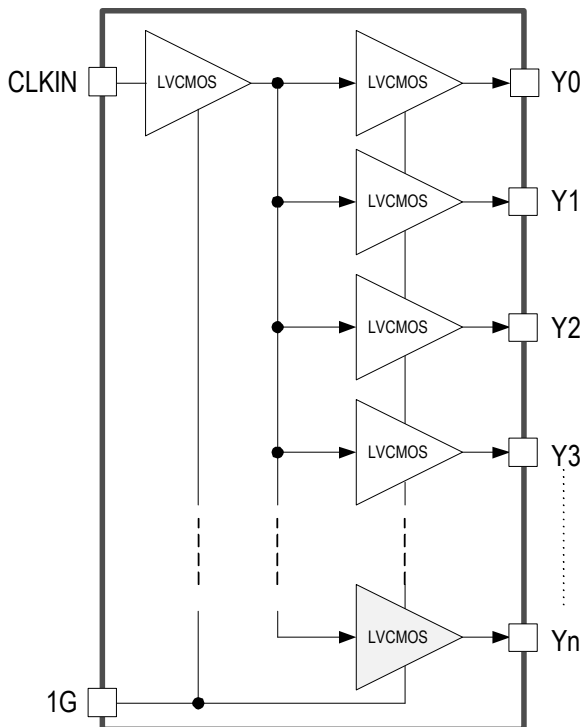 CLKIN
LVCMOS
LVCMOS
Y0
LVCMOS
Y1
LVCMOS
Y2
LVCMOS
Y3
LVCMOS
Yn
1G